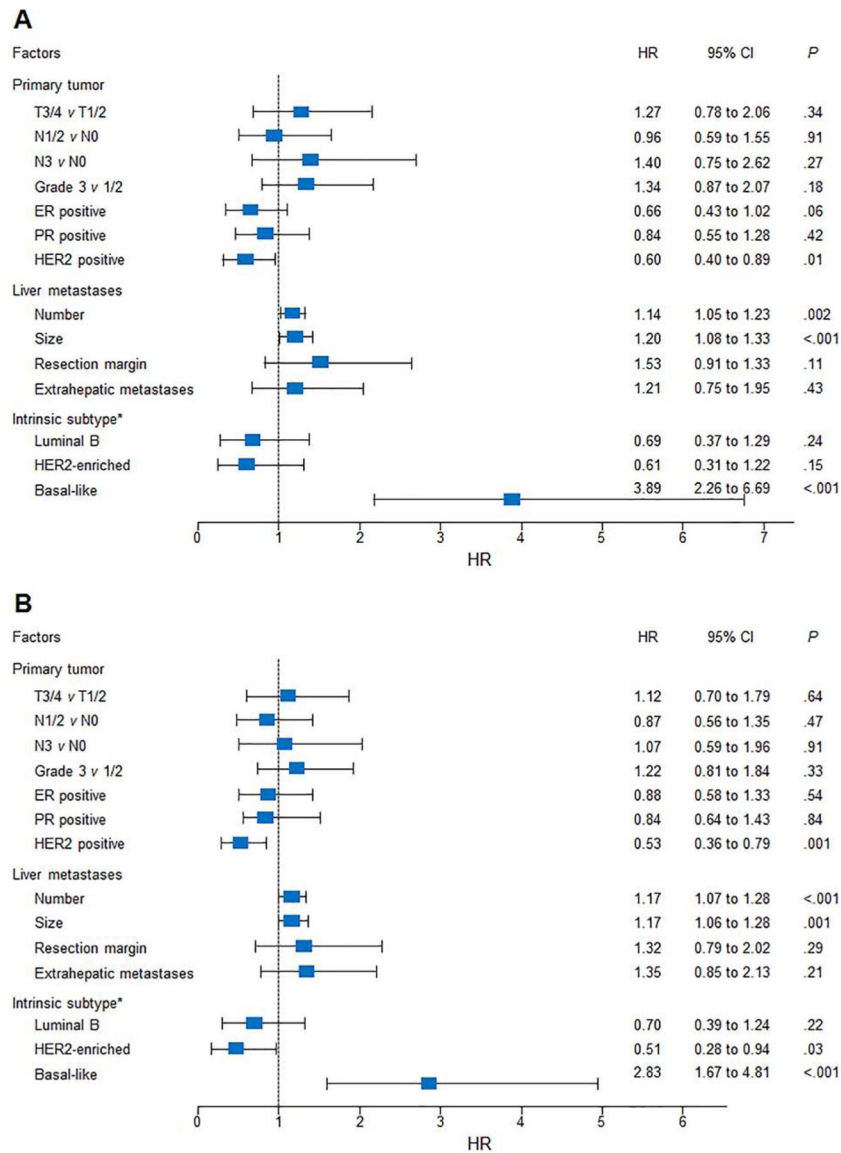 A
Factors HR 95% CI P
Primary tumor
T3/4 v T1/2 1.27 0.78 to 2.06 .34
N1/2 v N0 0.96 0.59 to 1.55 .91
N3 v N0 1.40 0.75 to 2.62 .27
Grade 3 v 1/2 1.34 0.87 to 2.07 .18
ER positive 0.66 0.43 to 1.02 .06
PR positive 0.84 0.55 to 1.28 .42
HER2 positive 0.60 0.40 to 0.89 .01
Liver metastases
Number 1.14 1.05 to 1.23 .002
Size 1.20 1.08 to 1.33 <.001
Resection margin 1.53 0.91 to 1.33 .11
Extrahepatic metastases 1.21 0.75 to 1.95 .43
Intrinsic subtype*
Luminal B 0.69 0.37 to 1.29 .24
HER2-enriched 0.61 0.31 to 1.22 .15
Basal-like 3.89 2.26 to 6.69 <.001
0 1 2 3 4 5 6 7
HR
B
Factors HR 95% CI P
Primary tumor
T3/4 v T1/2 1.12 0.70 to 1.79 .64
N1/2 v N0 0.87 0.56 to 1.35 .47
N3 v N0 1.07 0.59 to 1.96 .91
Grade 3 v 1/2 1.22 0.81 to 1.84 .33
ER positive 0.88 0.58 to 1.33 .54
PR positive 0.84 0.64 to 1.43 .84
HER2 positive 0.53 0.36 to 0.79 .001
Liver metastases
Number 1.17 1.07 to 1.28 <.001
Size 1.17 1.06 to 1.28 .001
Resection margin 1.32 0.79 to 2.02 .29
Extrahepatic metastases 1.35 0.85 to 2.13 .21
Intrinsic subtype*
Luminal B 0.70 0.39 to 1.24 .22
HER2-enriched 0.51 0.28 to 0.94 .03
Basal-like 2.83 1.67 to 4.81 <.001
0 1 2 3 4 5 6
HR